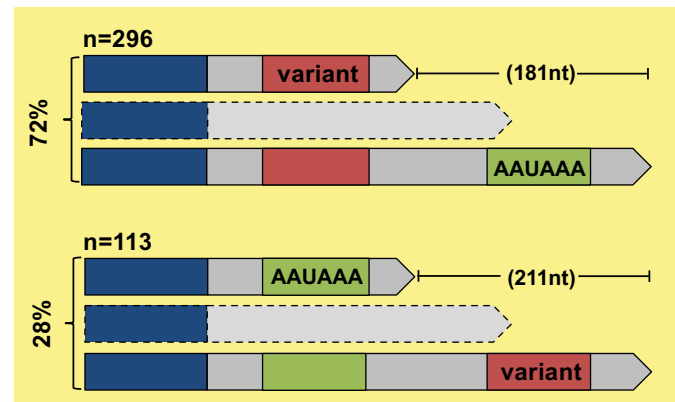 n=296
variant
(181nt)
72%
AAUAAA
n=113
AAUAAA
(211nt)
28%
variant